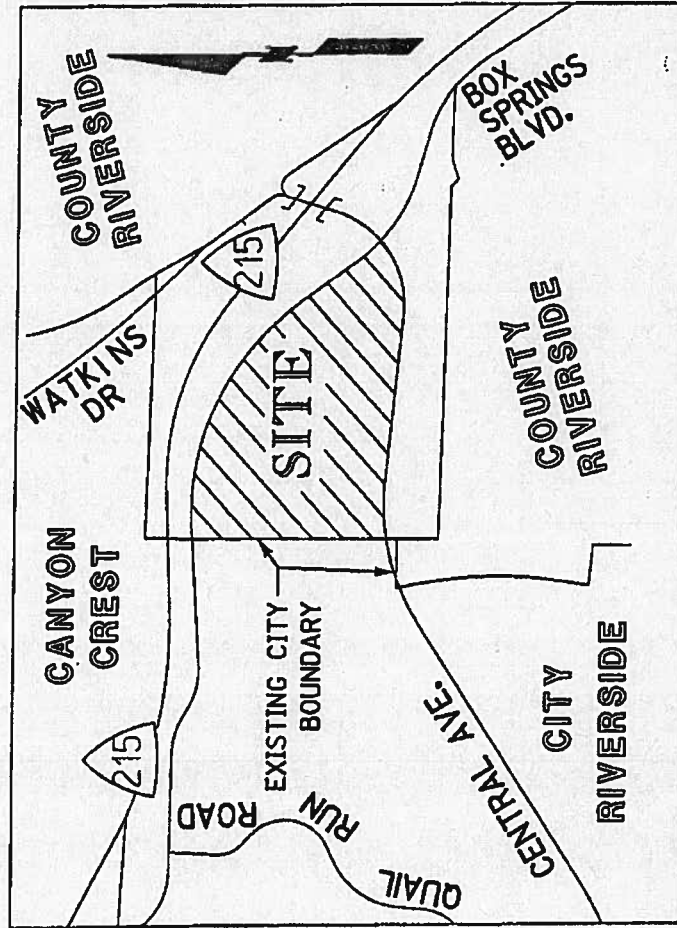 COUNTY
RIVERSIDE
BOX
SPRINGS
BLVD.
WATKINS
DR
215
SITE
COUNTY
RIVERSIDE
CANYON
CREST
EXISTING CITY
BOUNDARY
215
QUAIL
RUN
ROAD
CENTRAL AVE.
CITY
RIVERSIDE